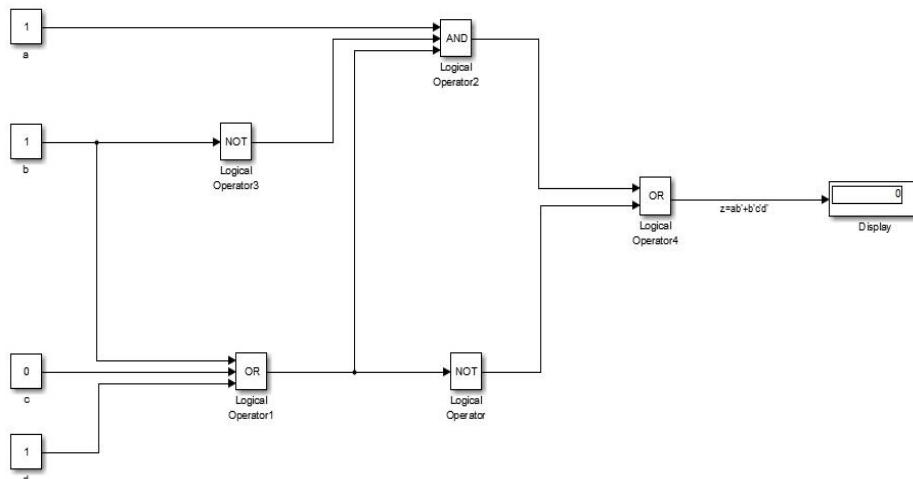 1
a
AND
Logical
Operator2
1
b
NOT
Logical
Operator3
OR
Logical
Operator4
z=ab'+b'c'd'
0
Display
0
c
OR
Logical
Operator1
NOT
Logical
Operator
1